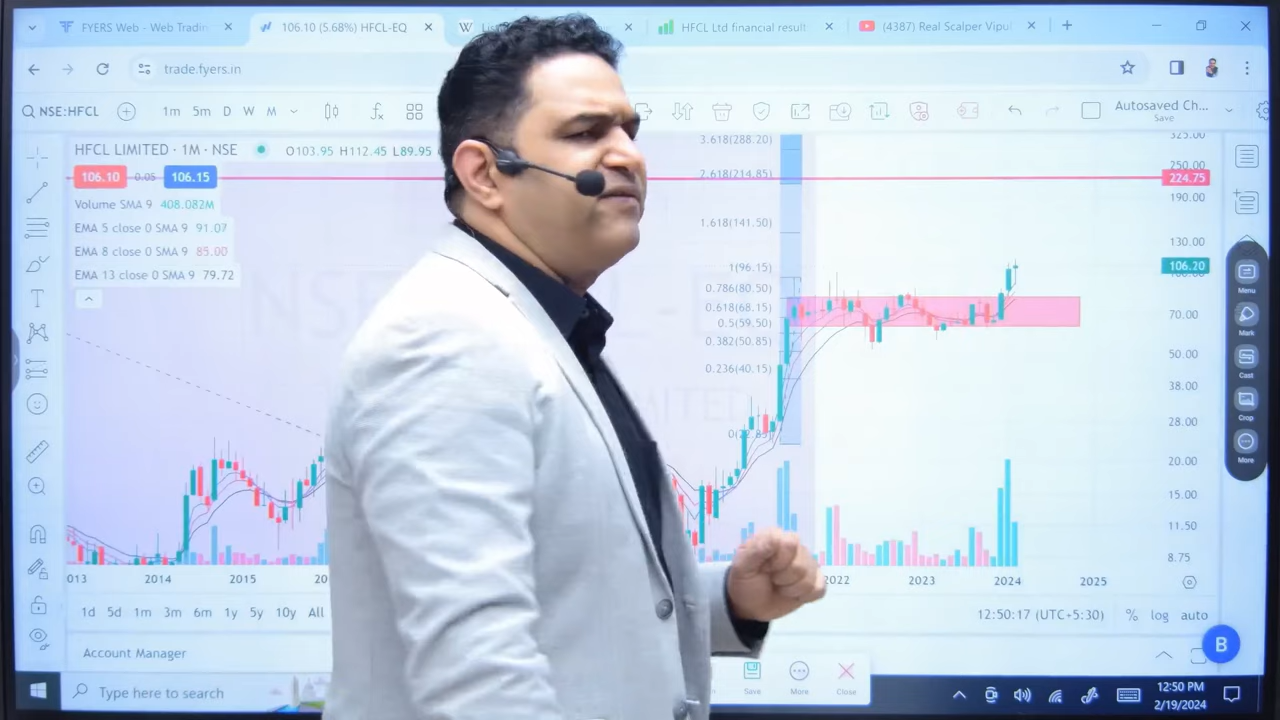 FYERS Web - Web Tradin
106.10 (5.68%) HFCL-EQ
HFCL Ltd financial result
(4387) Real Scalper Vipul
trade.fyers.in
NSE:HFCL
1m 5m D W M
Autosaved Ch...
Save
HFCL LIMITED · 1M · NSE
O103.95 H112.45 L89.95
106.10 0.05 106.15
Volume SMA 9 408.082M
EMA 5 close 0 SMA 9 91.07
EMA 8 close 0 SMA 9 85.00
EMA 13 close 0 SMA 9 79.72
3.618(288.20)
2.618(214.85)
1.618(141.50)
1(96.15)
0.786(80.50)
0.618(68.15)
0.5(59.50)
0.382(50.85)
0.236(40.15)
325.00
250.00
224.75
190.00
130.00
106.20
70.00
50.00
38.00
28.00
20.00
15.00
11.50
8.75
Menu
Mark
Cast
Crop
More
013 2014 2015 20 2022 2023 2024 2025
1d 5d 1m 3m 6m 1y 5y 10y All
12:50:17 (UTC+5:30) % log auto
Account Manager
B
Save More Close
Type here to search
12:50 PM
2/19/2024